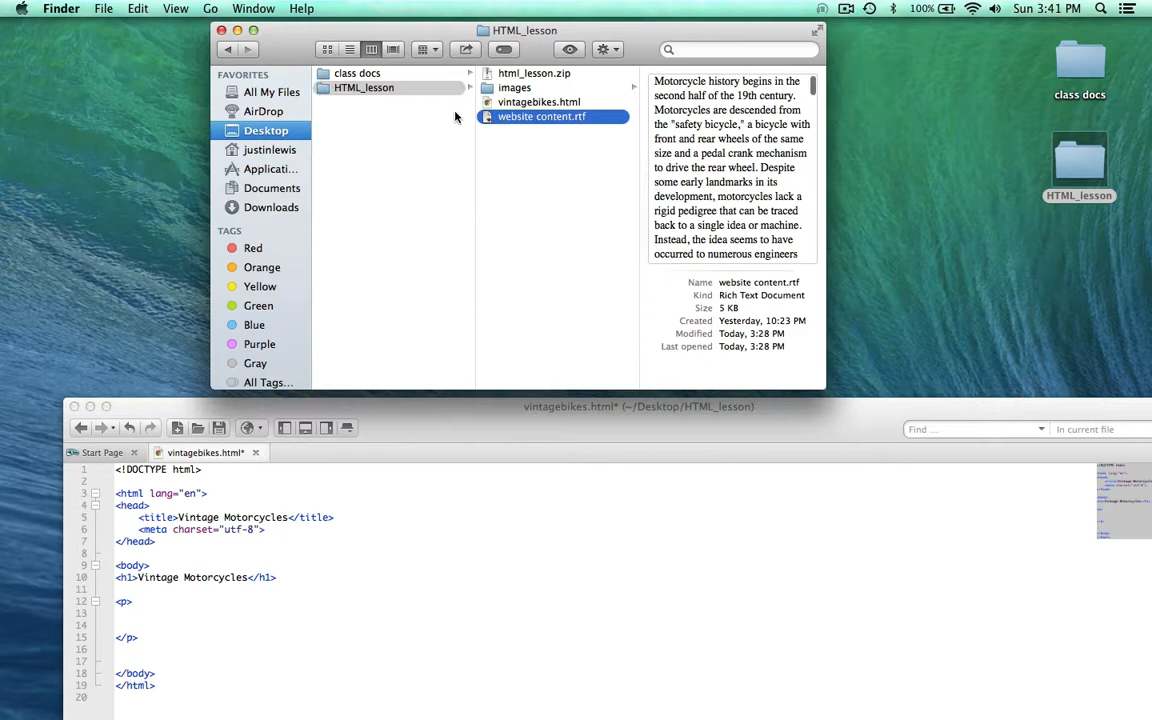 Finder File Edit View Go Window Help 100% Sun 3:41 PM
HTML_lesson
FAVORITES
All My Files
AirDrop
Desktop
justinlewis
Applicati...
Documents
Downloads
TAGS
Red
Orange
Yellow
Green
Blue
Purple
Gray
All Tags...
class docs
HTML_lesson
html_lesson.zip
images
vintagebikes.html
website content.rtf
Motorcycle history begins in the
second half of the 19th century.
Motorcycles are descended from
the "safety bicycle," a bicycle with
front and rear wheels of the same
size and a pedal crank mechanism
to drive the rear wheel. Despite
some early landmarks in its
development, motorcycles lack a
rigid pedigree that can be traced
back to a single idea or machine.
Instead, the idea seems to have
occurred to numerous engineers
Name website content.rtf
Kind Rich Text Document
Size 5 KB
Created Yesterday, 10:23 PM
Modified Today, 3:28 PM
Last opened Today, 3:28 PM
class docs
HTML_lesson
vintagebikes.html* (~/Desktop/HTML_lesson)
Find ... In current file
Start Page vintagebikes.html*
1 <!DOCTYPE html>
2
3 <html lang="en">
4 <head>
5 <title>Vintage Motorcycles</title>
6 <meta charset="utf-8">
7 </head>
8
9 <body>
10 <h1>Vintage Motorcycles</h1>
11
12 <p>
13
14
15 </p>
16
17
18 </body>
19 </html>
20